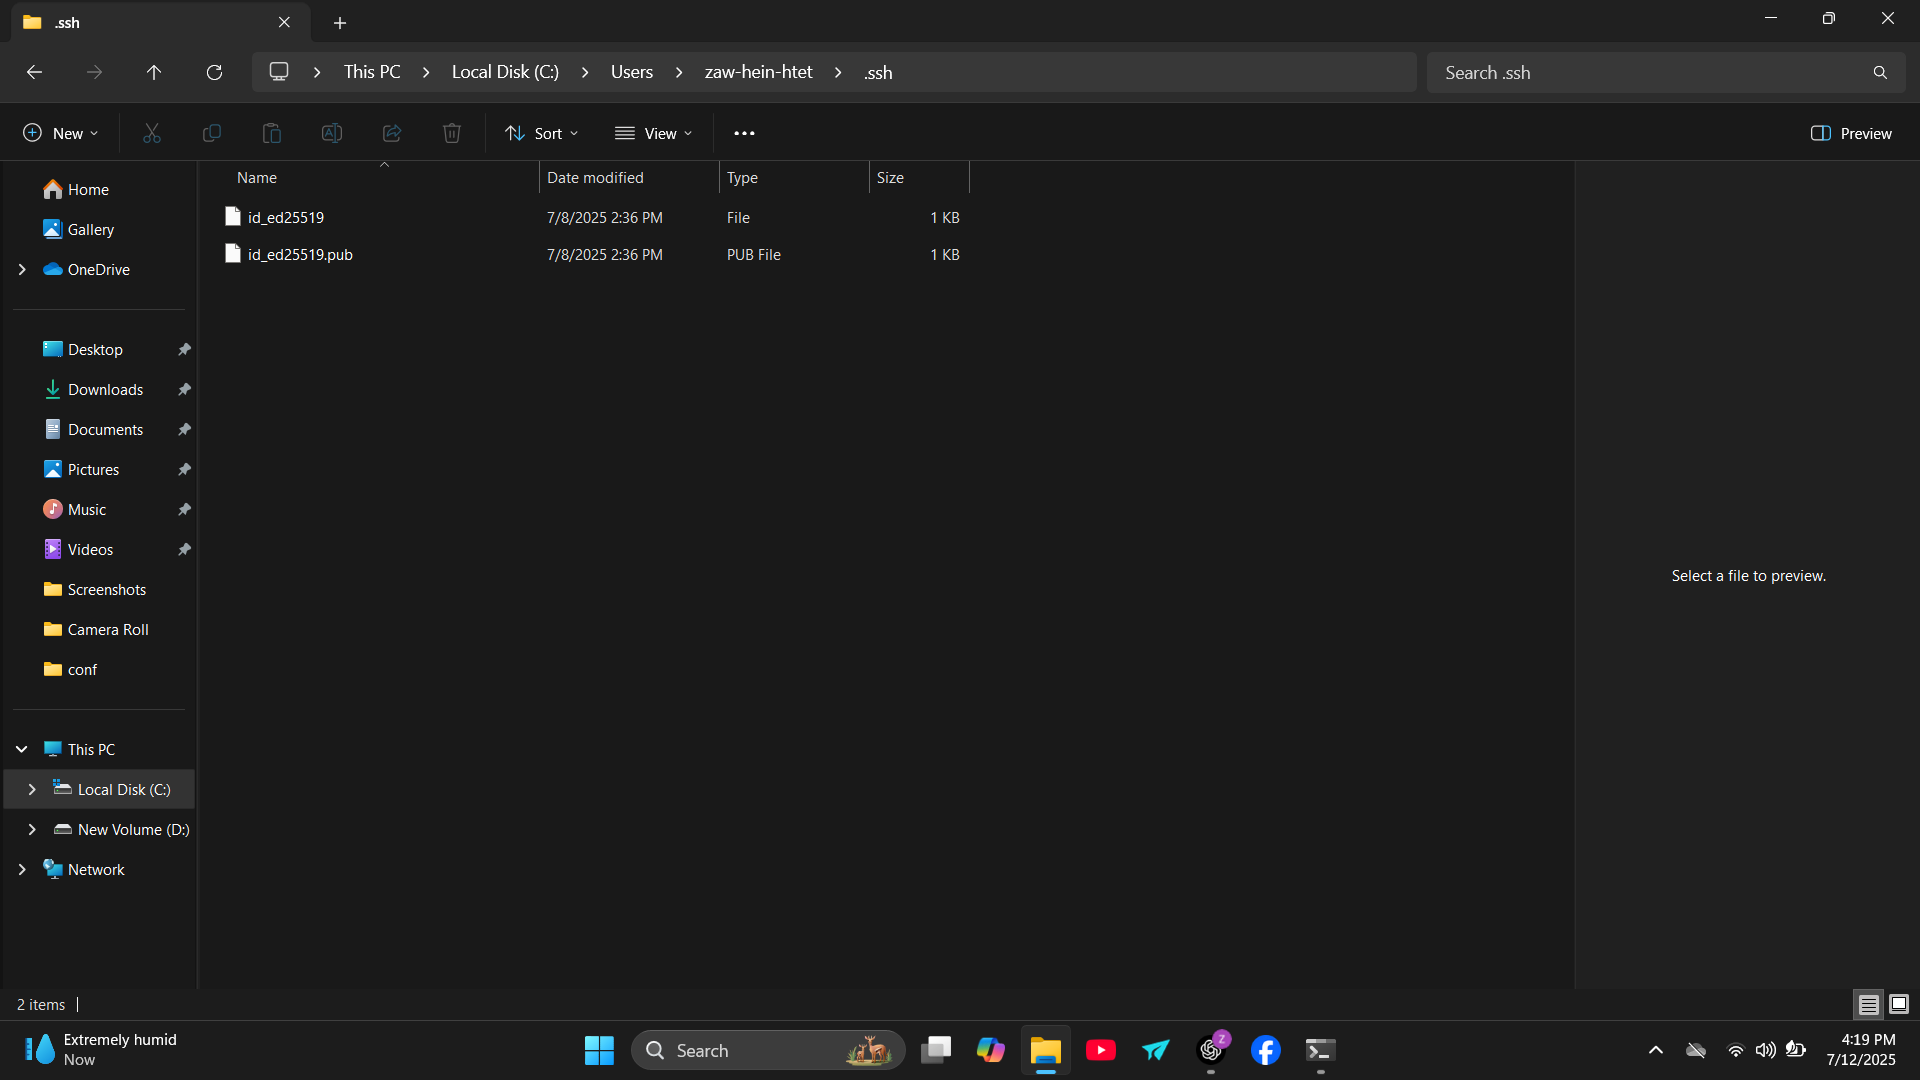 .ssh
This PC
Local Disk (C:)
Users
zaw-hein-htet
.ssh
Search .ssh
New
Sort
View
Preview
Name
Date modified
Type
Size
id_ed25519
7/8/2025 2:36 PM
File
1 KB
id_ed25519.pub
7/8/2025 2:36 PM
PUB File
1 KB
Home
Gallery
OneDrive
Desktop
Downloads
Documents
Pictures
Music
Videos
Screenshots
Camera Roll
conf
This PC
Local Disk (C:)
New Volume (D:)
Network
Select a file to preview.
2 items
Extremely humid
Now
Search
Z
4:19 PM
7/12/2025